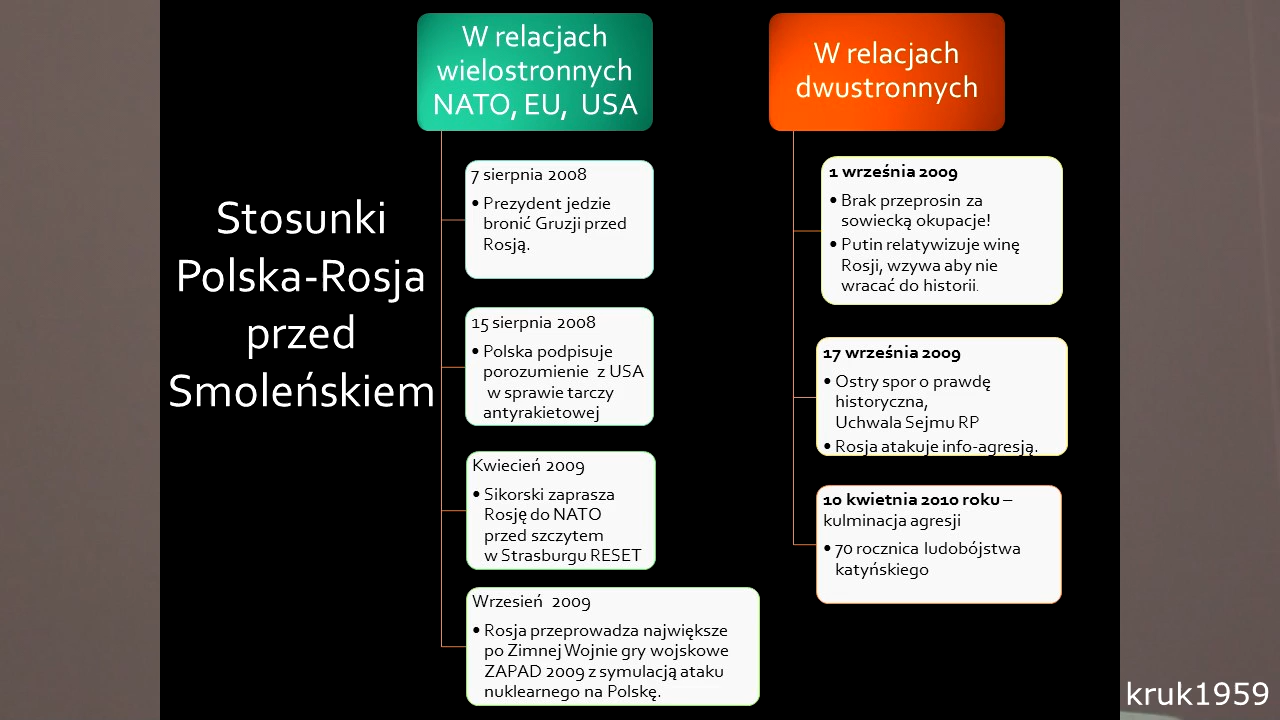 Stosunki
Polska-Rosja
przed
Smoleńskiem
W relacjach
wielostronnych
NATO, EU, USA
7 sierpnia 2008
• Prezydent jedzie
bronić Gruzji przed
Rosją.
15 sierpnia 2008
• Polska podpisuje
porozumienie z USA
w sprawie tarczy
antyrakietowej
Kwiecień 2009
• Sikorski zaprasza
Rosję do NATO
przed szczytem
w Strasburgu RESET
Wrzesień 2009
• Rosja przeprowadza największe
po Zimnej Wojnie gry wojskowe
ZAPAD 2009 z symulacją ataku
nuklearnego na Polskę.
W relacjach
dwustronnych
1 września 2009
• Brak przeprosin za
sowiecką okupacje!
• Putin relatywizuje winę
Rosji, wzywa aby nie
wracać do historii.
17 września 2009
• Ostry spor o prawdę
historyczna,
Uchwala Sejmu RP
• Rosja atakuje info-agresją.
10 kwietnia 2010 roku –
kulminacja agresji
• 70 rocznica ludobójstwa
katyńskiego
kruk1959